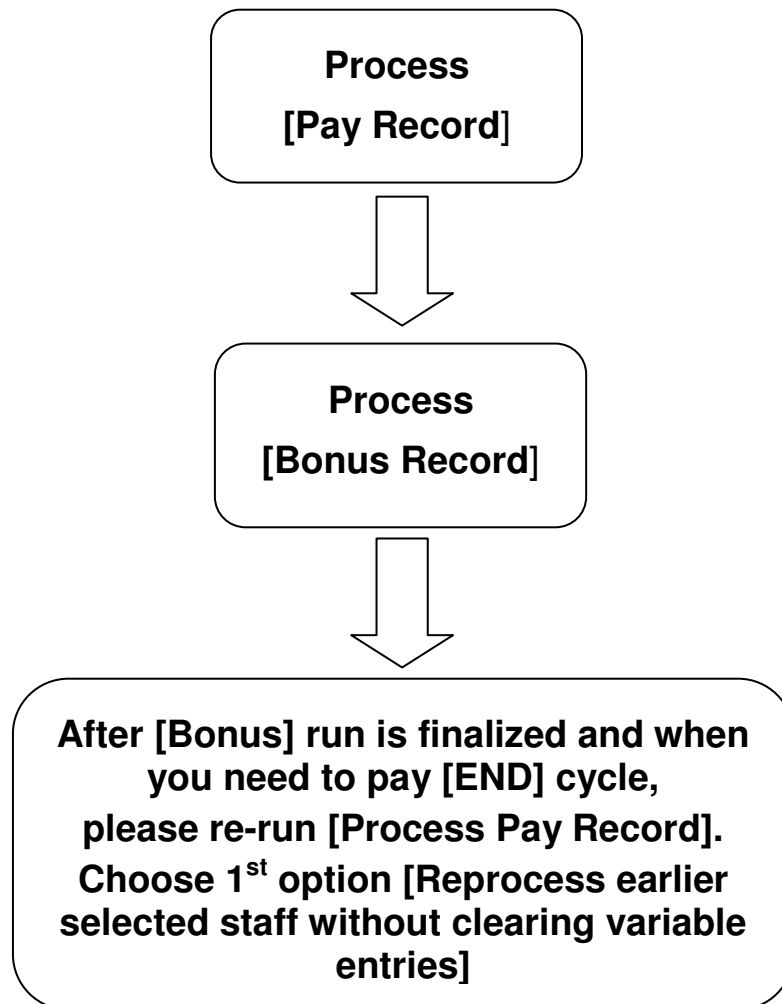 Process
[Pay Record]
Process
[Bonus Record]
After [Bonus] run is finalized and when
you need to pay [END] cycle,
please re-run [Process Pay Record].
Choose 1st option [Reprocess earlier
selected staff without clearing variable
entries]